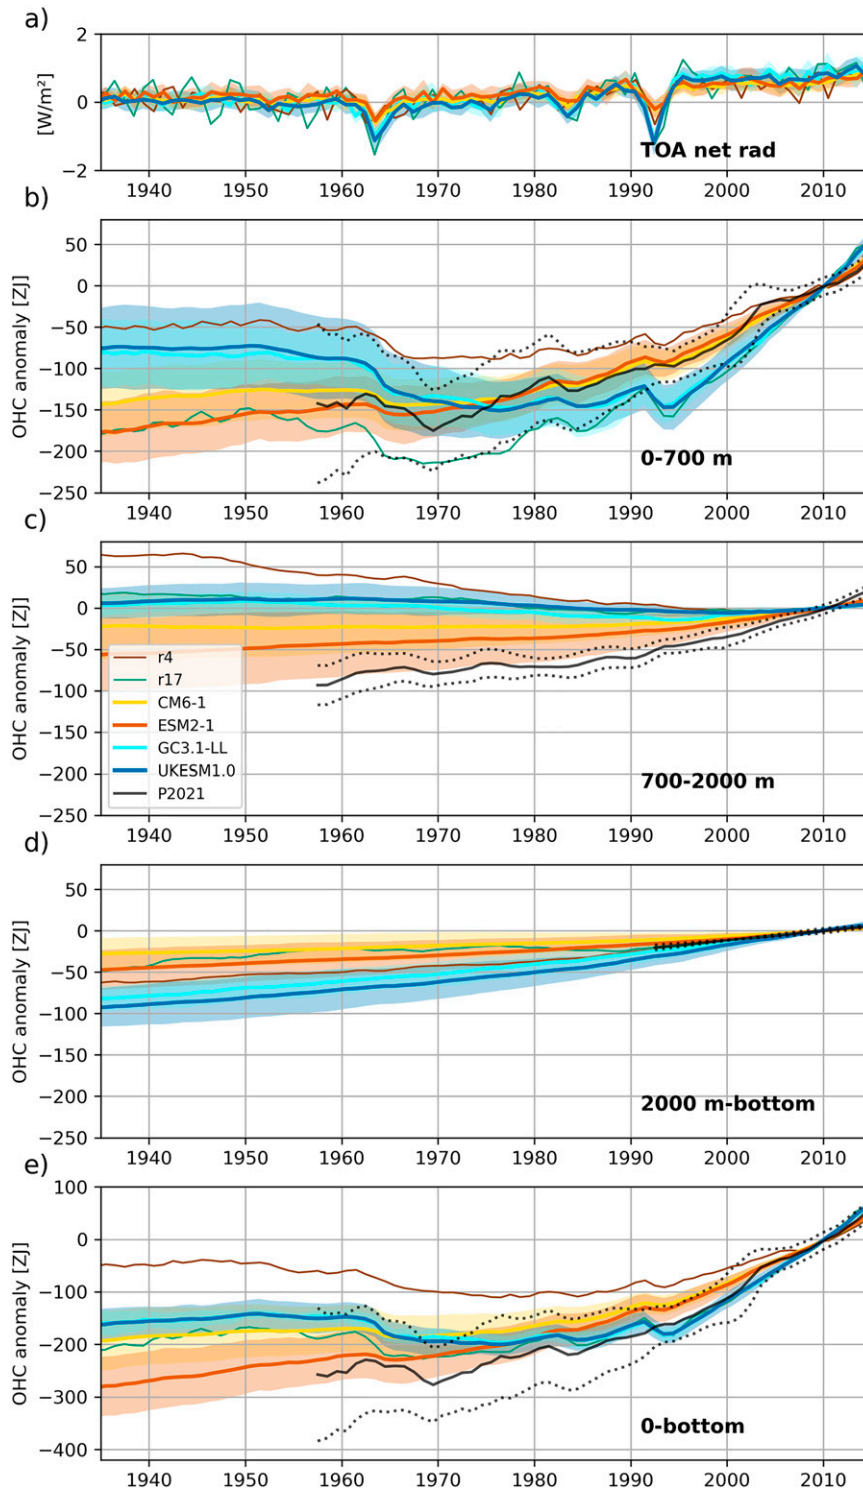 a)
[W/m²]
2
0
−2
TOA net rad
1940 1950 1960 1970 1980 1990 2000 2010
b)
OHC anomaly [ZJ]
50
0
−50
−100
−150
−200
−250
0-700 m
1940 1950 1960 1970 1980 1990 2000 2010
c)
OHC anomaly [ZJ]
50
0
−50
−100
−150
−200
−250
r4
r17
CM6-1
ESM2-1
GC3.1-LL
UKESM1.0
P2021
700-2000 m
1940 1950 1960 1970 1980 1990 2000 2010
d)
OHC anomaly [ZJ]
50
0
−50
−100
−150
−200
−250
2000 m-bottom
1940 1950 1960 1970 1980 1990 2000 2010
e)
OHC anomaly [ZJ]
100
0
−100
−200
−300
−400
0-bottom
1940 1950 1960 1970 1980 1990 2000 2010